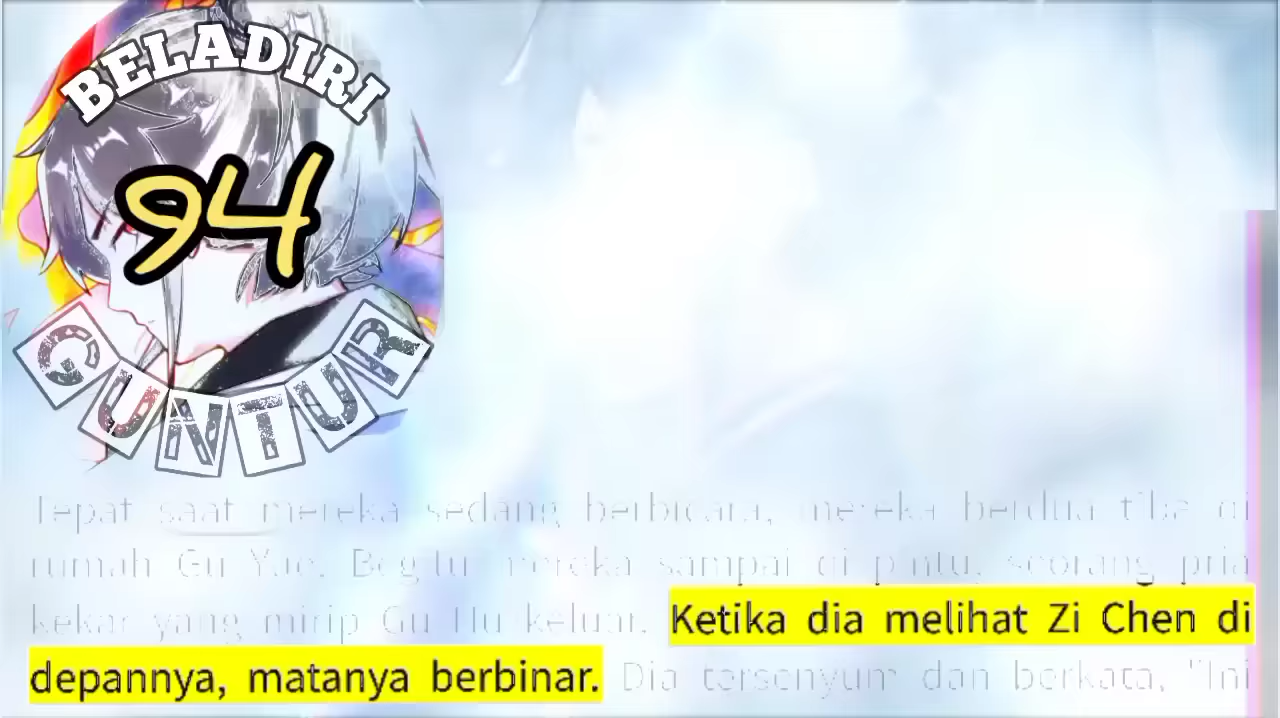 BELADIRI
94
GUNTUR
Tepat saat mereka sedang berbicara, mereka berdua tiba di
rumah Gu Yue. Begitu mereka sampai di pintu, seorang pria
kekar yang mirip Gu Hu keluar. Ketika dia melihat Zi Chen di
depannya, matanya berbinar. Dia tersenyum dan berkata, "Ini